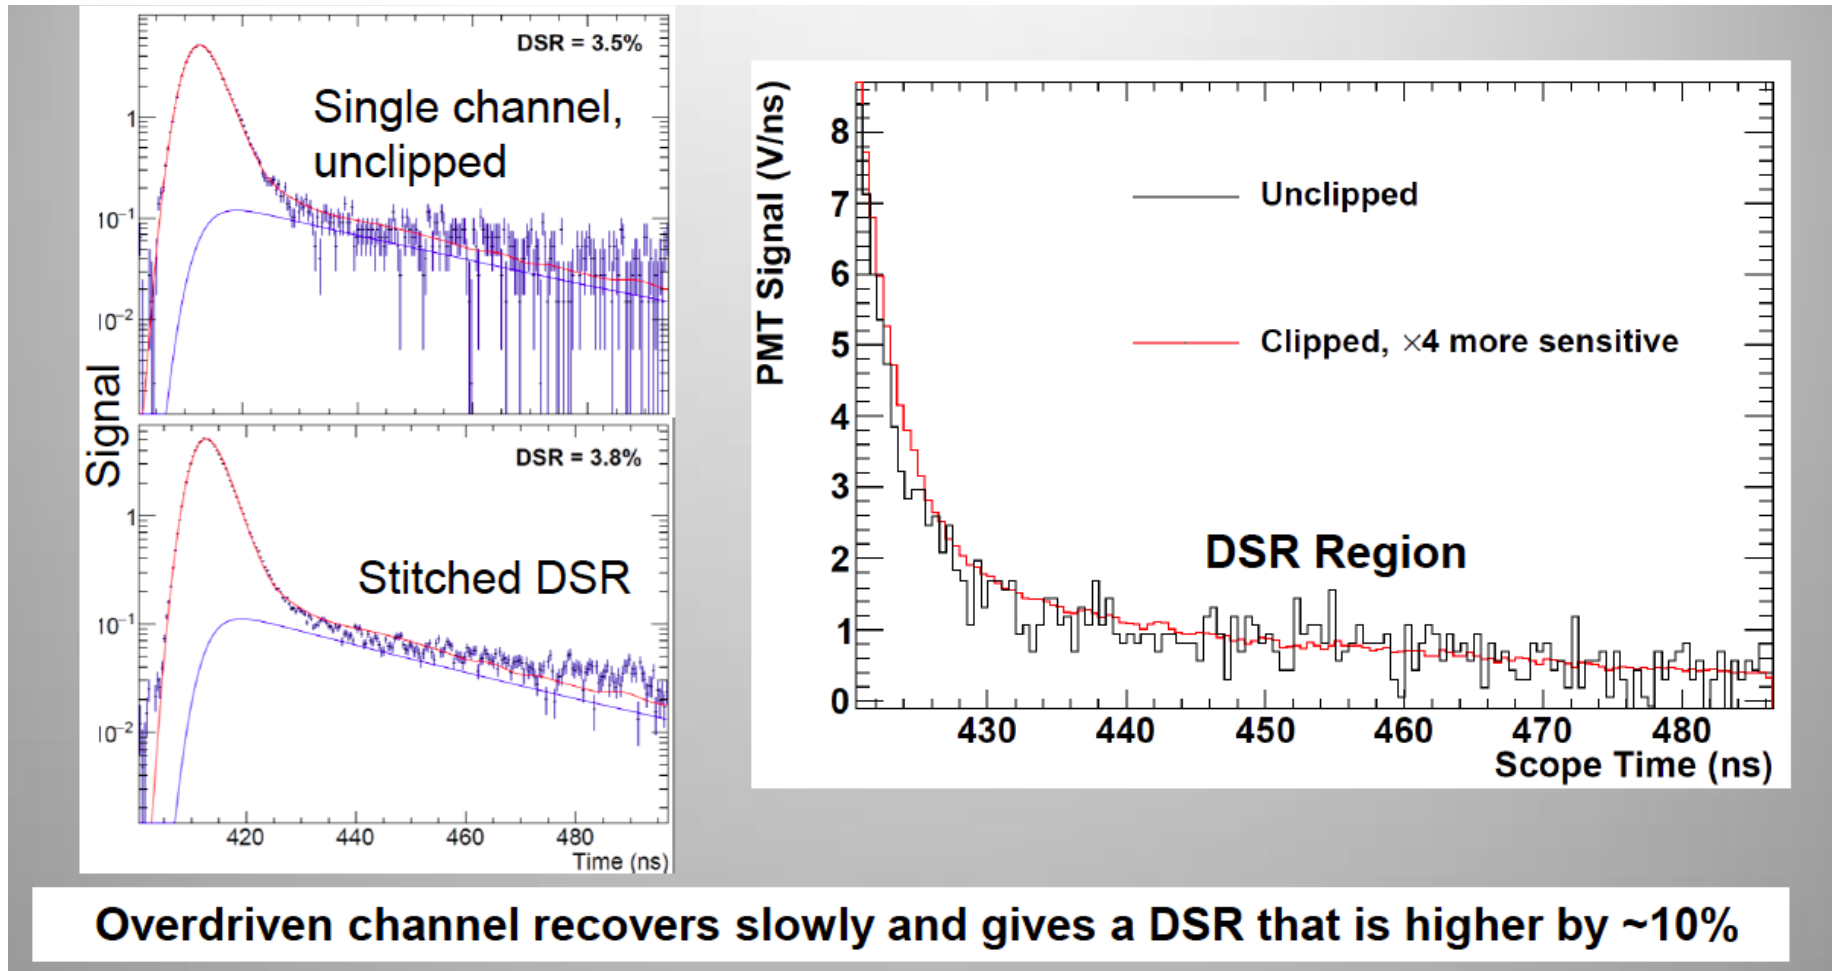 DSR = 3.5%
Single channel,
unclipped
1
10⁻¹
10⁻²
Signal
DSR = 3.8%
Stitched DSR
1
10⁻¹
10⁻²
420 440 460 480
Time (ns)
PMT Signal (V/ns)
8
7
6
5
4
3
2
1
0
Unclipped
Clipped, ×4 more sensitive
DSR Region
430 440 450 460 470 480
Scope Time (ns)
Overdriven channel recovers slowly and gives a DSR that is higher by ~10%